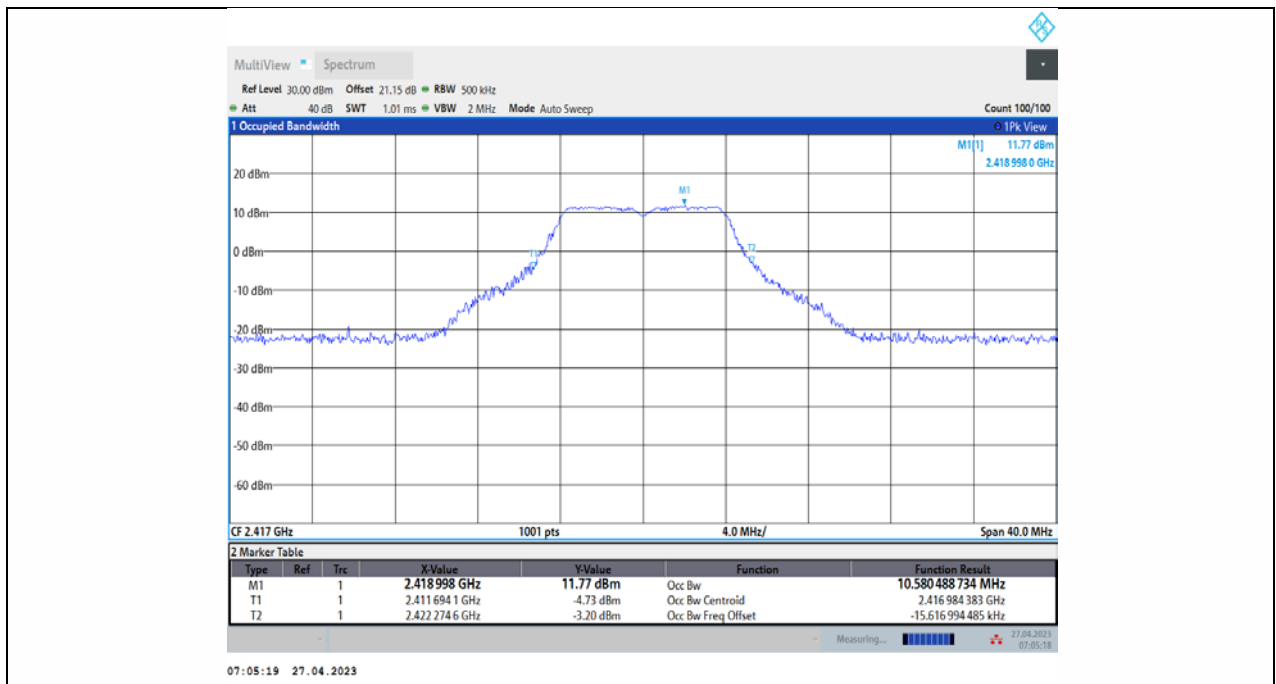 R&S
MultiView Spectrum
Ref Level 30.00 dBm Offset 21.15 dB RBW 500 kHz
Att 40 dB SWT 1.01 ms VBW 2 MHz Mode Auto Sweep Count 100/100
1 Occupied Bandwidth 1Pk View
M1[1] 11.77 dBm
2.418 998 0 GHz
20 dBm
M1
10 dBm
0 dBm
T1
T2
-10 dBm
-20 dBm
-30 dBm
-40 dBm
-50 dBm
-60 dBm
CF 2.417 GHz 1001 pts 4.0 MHz/ Span 40.0 MHz
2 Marker Table
Type Ref Trc X-Value Y-Value Function Function Result
M1 1 2.418 998 GHz 11.77 dBm Occ Bw 10.580 488 734 MHz
T1 1 2.411 694 1 GHz -4.73 dBm Occ Bw Centroid 2.416 984 383 GHz
T2 1 2.422 274 6 GHz -3.20 dBm Occ Bw Freq Offset -15.616 994 485 kHz
Measuring... 27.04.2023
07:05:18
07:05:19 27.04.2023